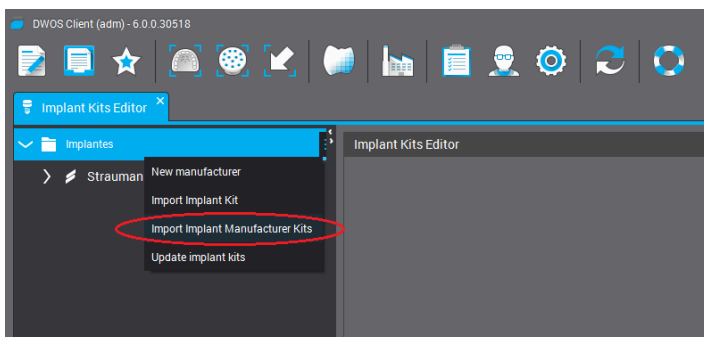 DWOS Client (adm) - 6.0.0.30518
Implant Kits Editor
Implantes
Implant Kits Editor
Strauman
New manufacturer
Import Implant Kit
Import Implant Manufacturer Kits
Update implant kits